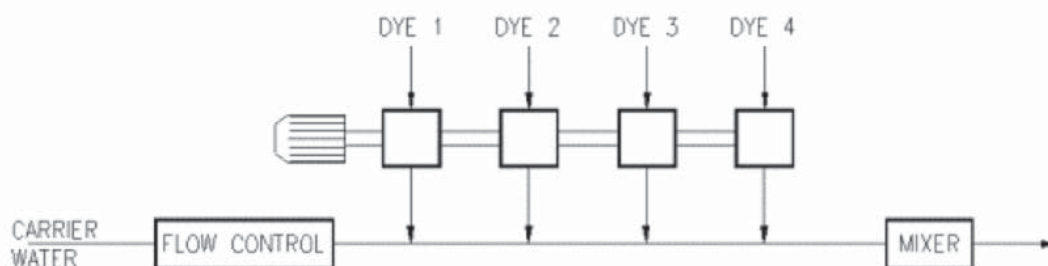 DYE 1 DYE 2 DYE 3 DYE 4
CARRIER
WATER
FLOW CONTROL
MIXER